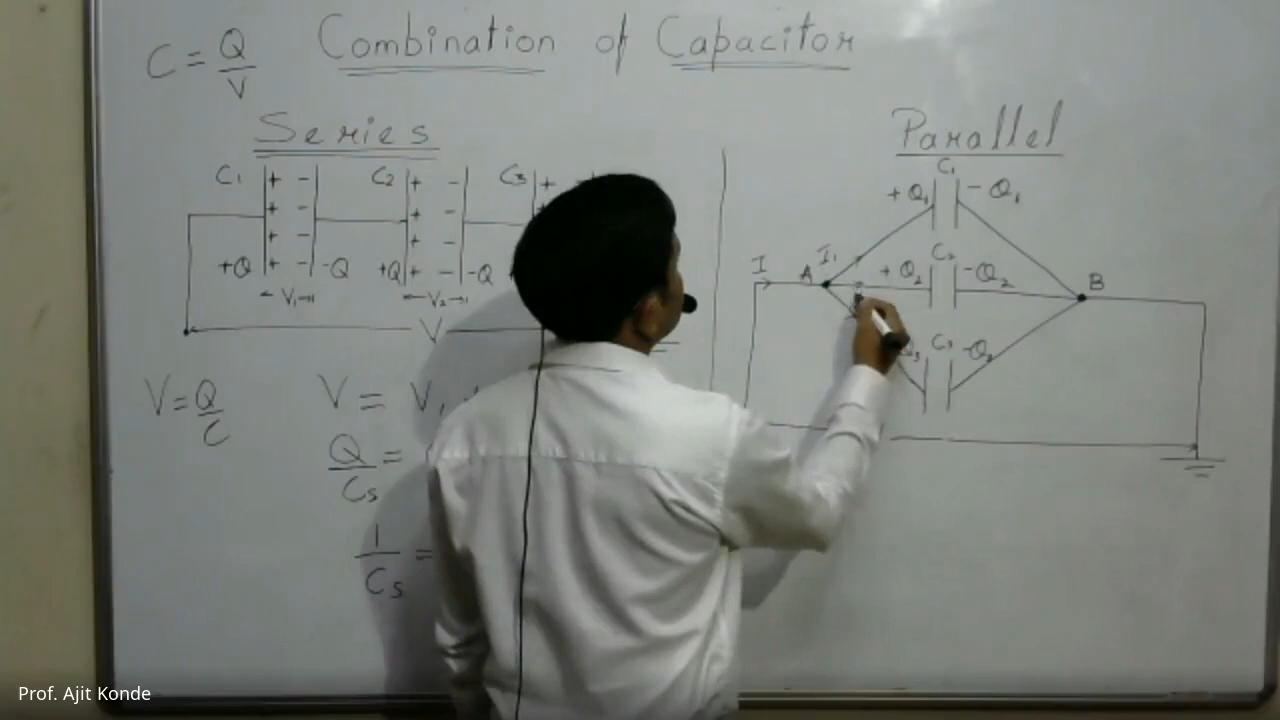 C = Q/V
Combination of Capacitor
Series
C1 + - C2 + - C3 +
+ - + -
+ - + -
+Q + - -Q +Q + - -Q
V1 V2
V
V = Q/C
V = V1
Q/Cs =
1/Cs =
Parallel
C1
+Q1 -Q1
I A I1 +Q2 C2 -Q2 B
Q3 C3
Prof. Ajit Konde